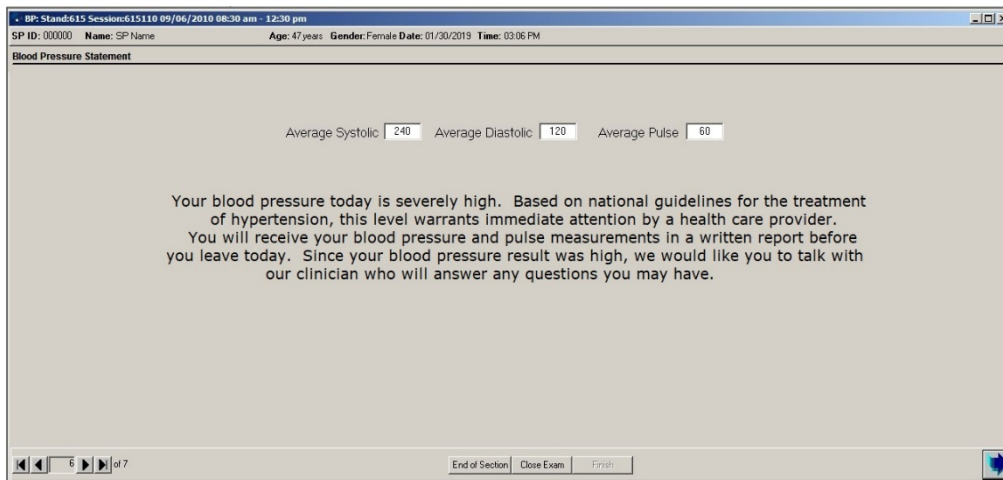 BP: Stand:615 Session:615110 09/06/2010 08:30 am - 12:30 pm
SP ID: 000000 Name: SP Name Age: 47 years Gender: Female Date: 01/30/2019 Time: 03:06 PM
Blood Pressure Statement
Average Systolic 240 Average Diastolic 120 Average Pulse 60
Your blood pressure today is severely high. Based on national guidelines for the treatment
of hypertension, this level warrants immediate attention by a health care provider.
You will receive your blood pressure and pulse measurements in a written report before
you leave today. Since your blood pressure result was high, we would like you to talk with
our clinician who will answer any questions you may have.
6 of 7 End of Section Close Exam Finish